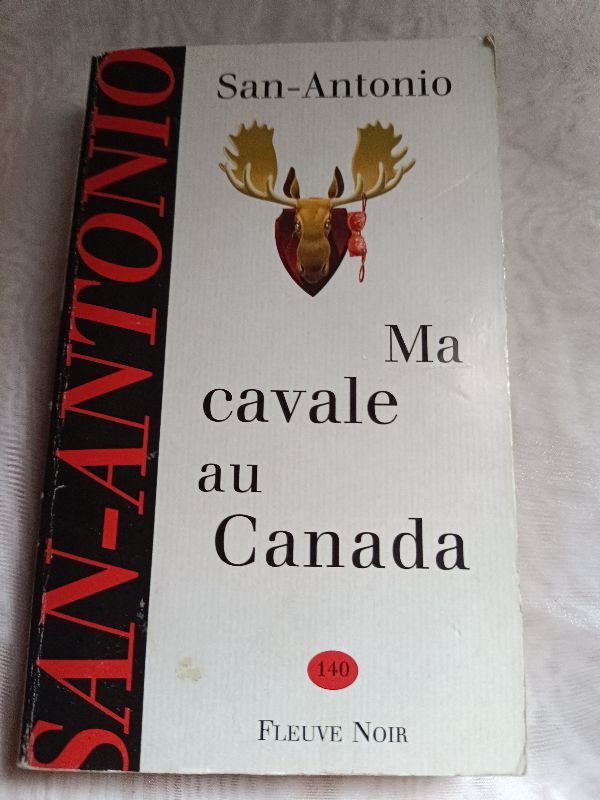 SAN-ANTONIO
San-Antonio
Ma
cavale
au
Canada
140
FLEUVE NOIR